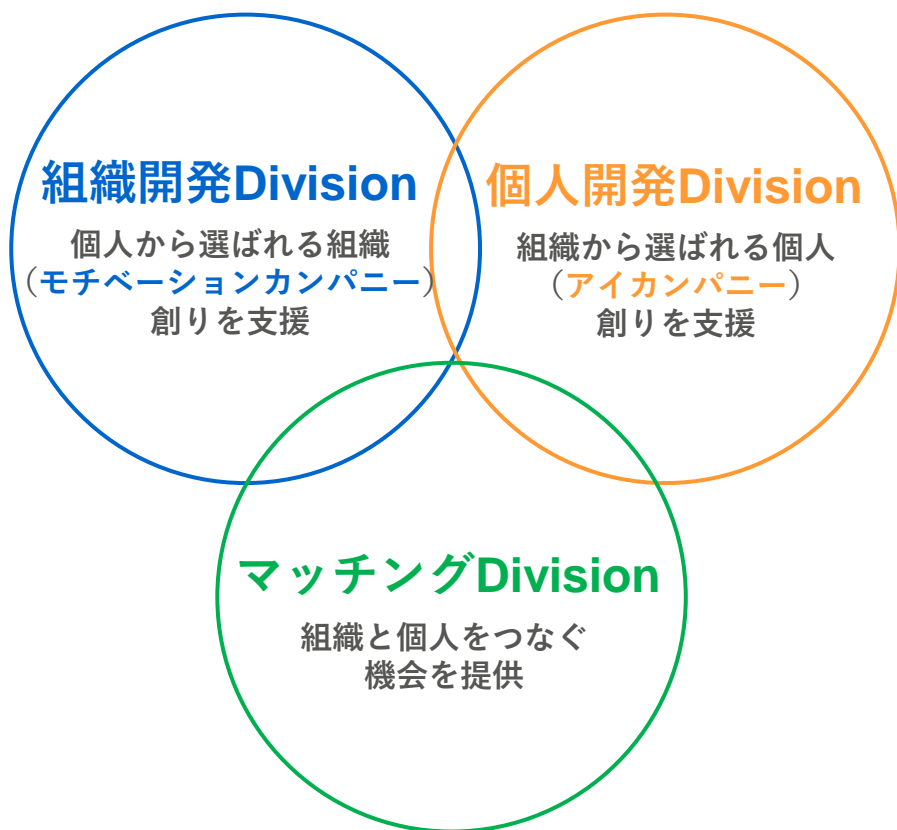 組織開発Division
個人から選ばれる組織
（モチベーションカンパニー）
創りを支援
個人開発Division
組織から選ばれる個人
（アイカンパニー）
創りを支援
マッチングDivision
組織と個人をつなぐ
機会を提供